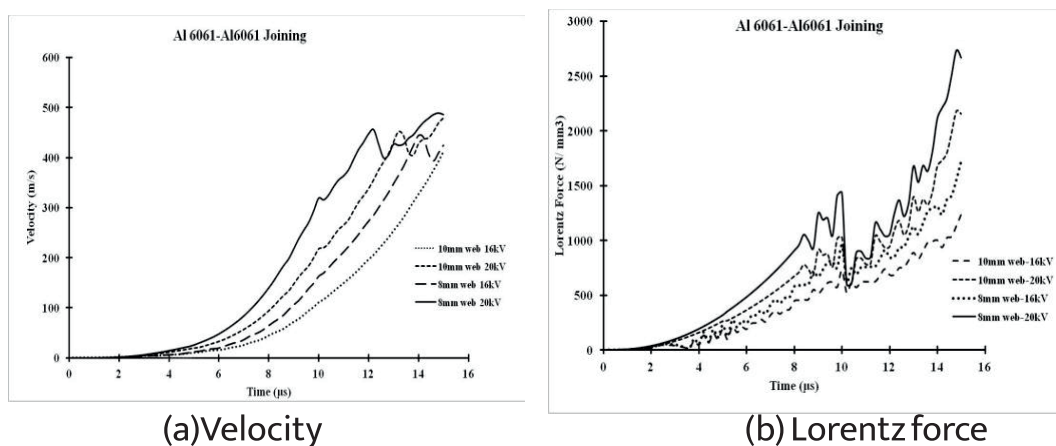 Al 6061-Al6061 Joining
600
500
400
300
200
100
0
Velocity (m/s)
0 2 4 6 8 10 12 14 16
Time (µs)
10mm web 16kV
10mm web 20kV
8mm web 16kV
8mm web 20kV
(a)Velocity
Al 6061-Al6061 Joining
3000
2500
2000
1500
1000
500
0
Lorentz Force (N/ mm3)
0 2 4 6 8 10 12 14 16
Time (µs)
10mm web-16kV
10mm web-20kV
8mm web-16kV
8mm web-20kV
(b) Lorentz force